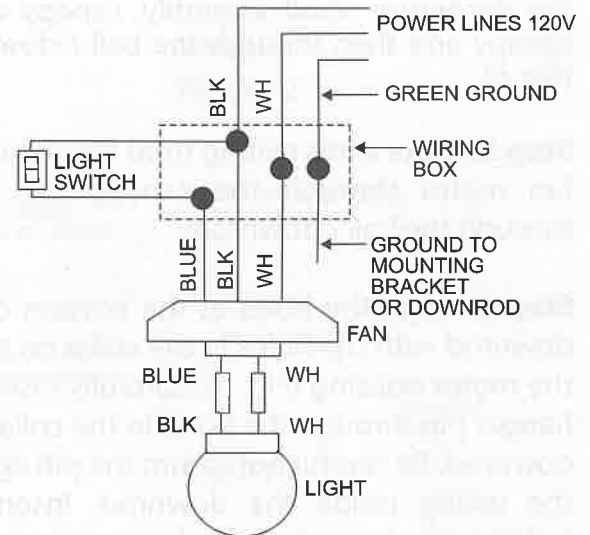 POWER LINES 120V
BLK
WH
GREEN GROUND
LIGHT
SWITCH
WIRING
BOX
BLUE
BLK
WH
GROUND TO
MOUNTING
BRACKET
OR DOWNROD
FAN
BLUE
WH
BLK
WH
LIGHT